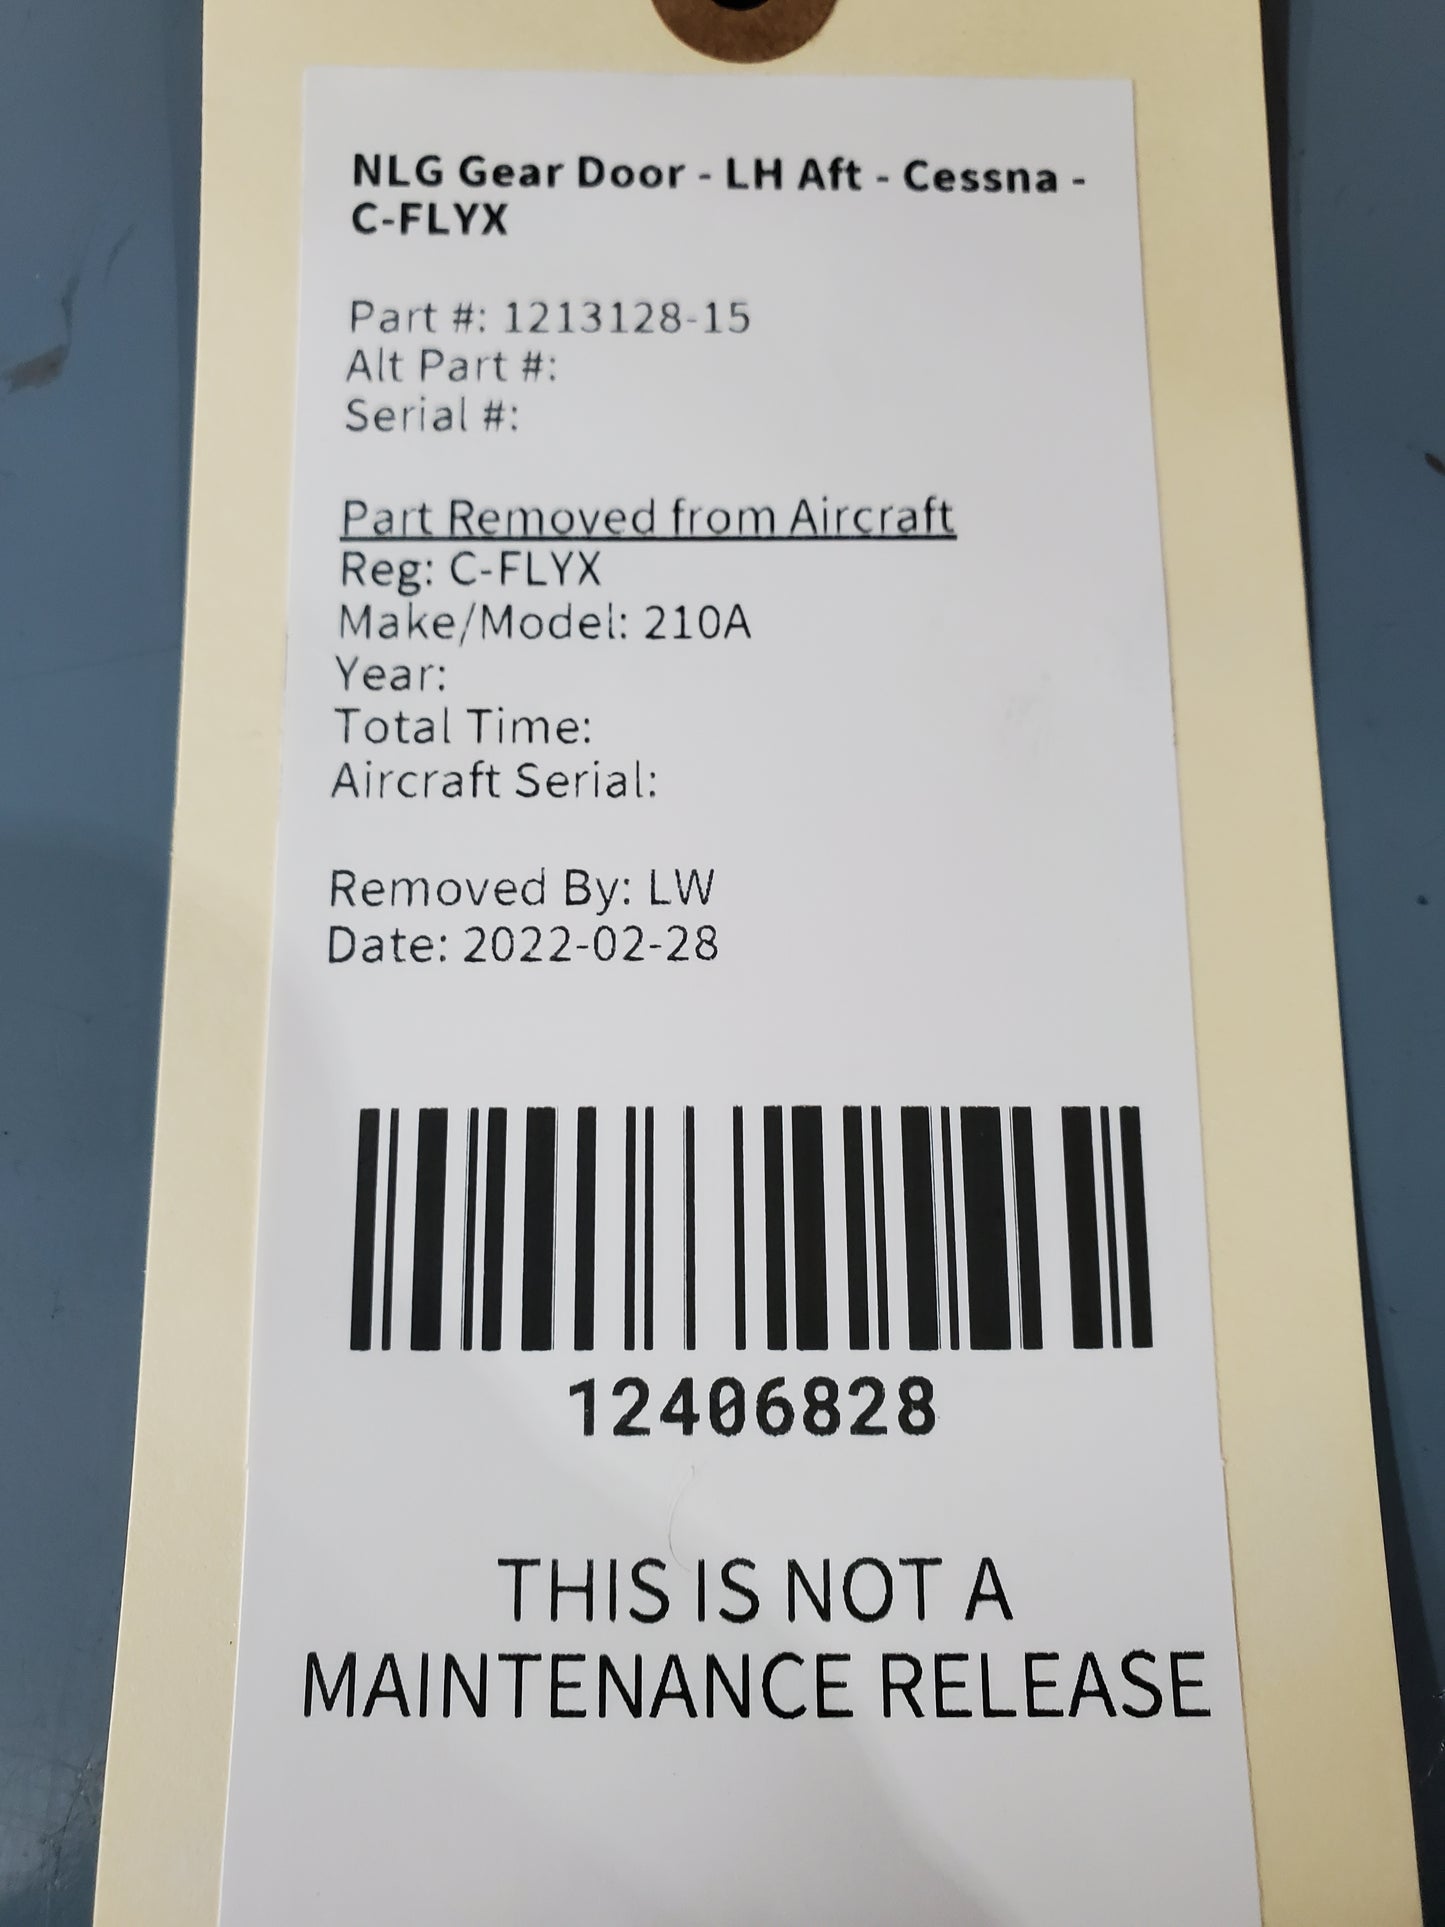 NLG Gear Door - LH Aft - Cessna -
C-FLYX
Part #: 1213128-15
Alt Part #:
Serial #:
Part Removed from Aircraft
Reg: C-FLYX
Make/Model: 210A
Year:
Total Time:
Aircraft Serial:
Removed By: LW
Date: 2022-02-28
12406828
THIS IS NOT A
MAINTENANCE RELEASE